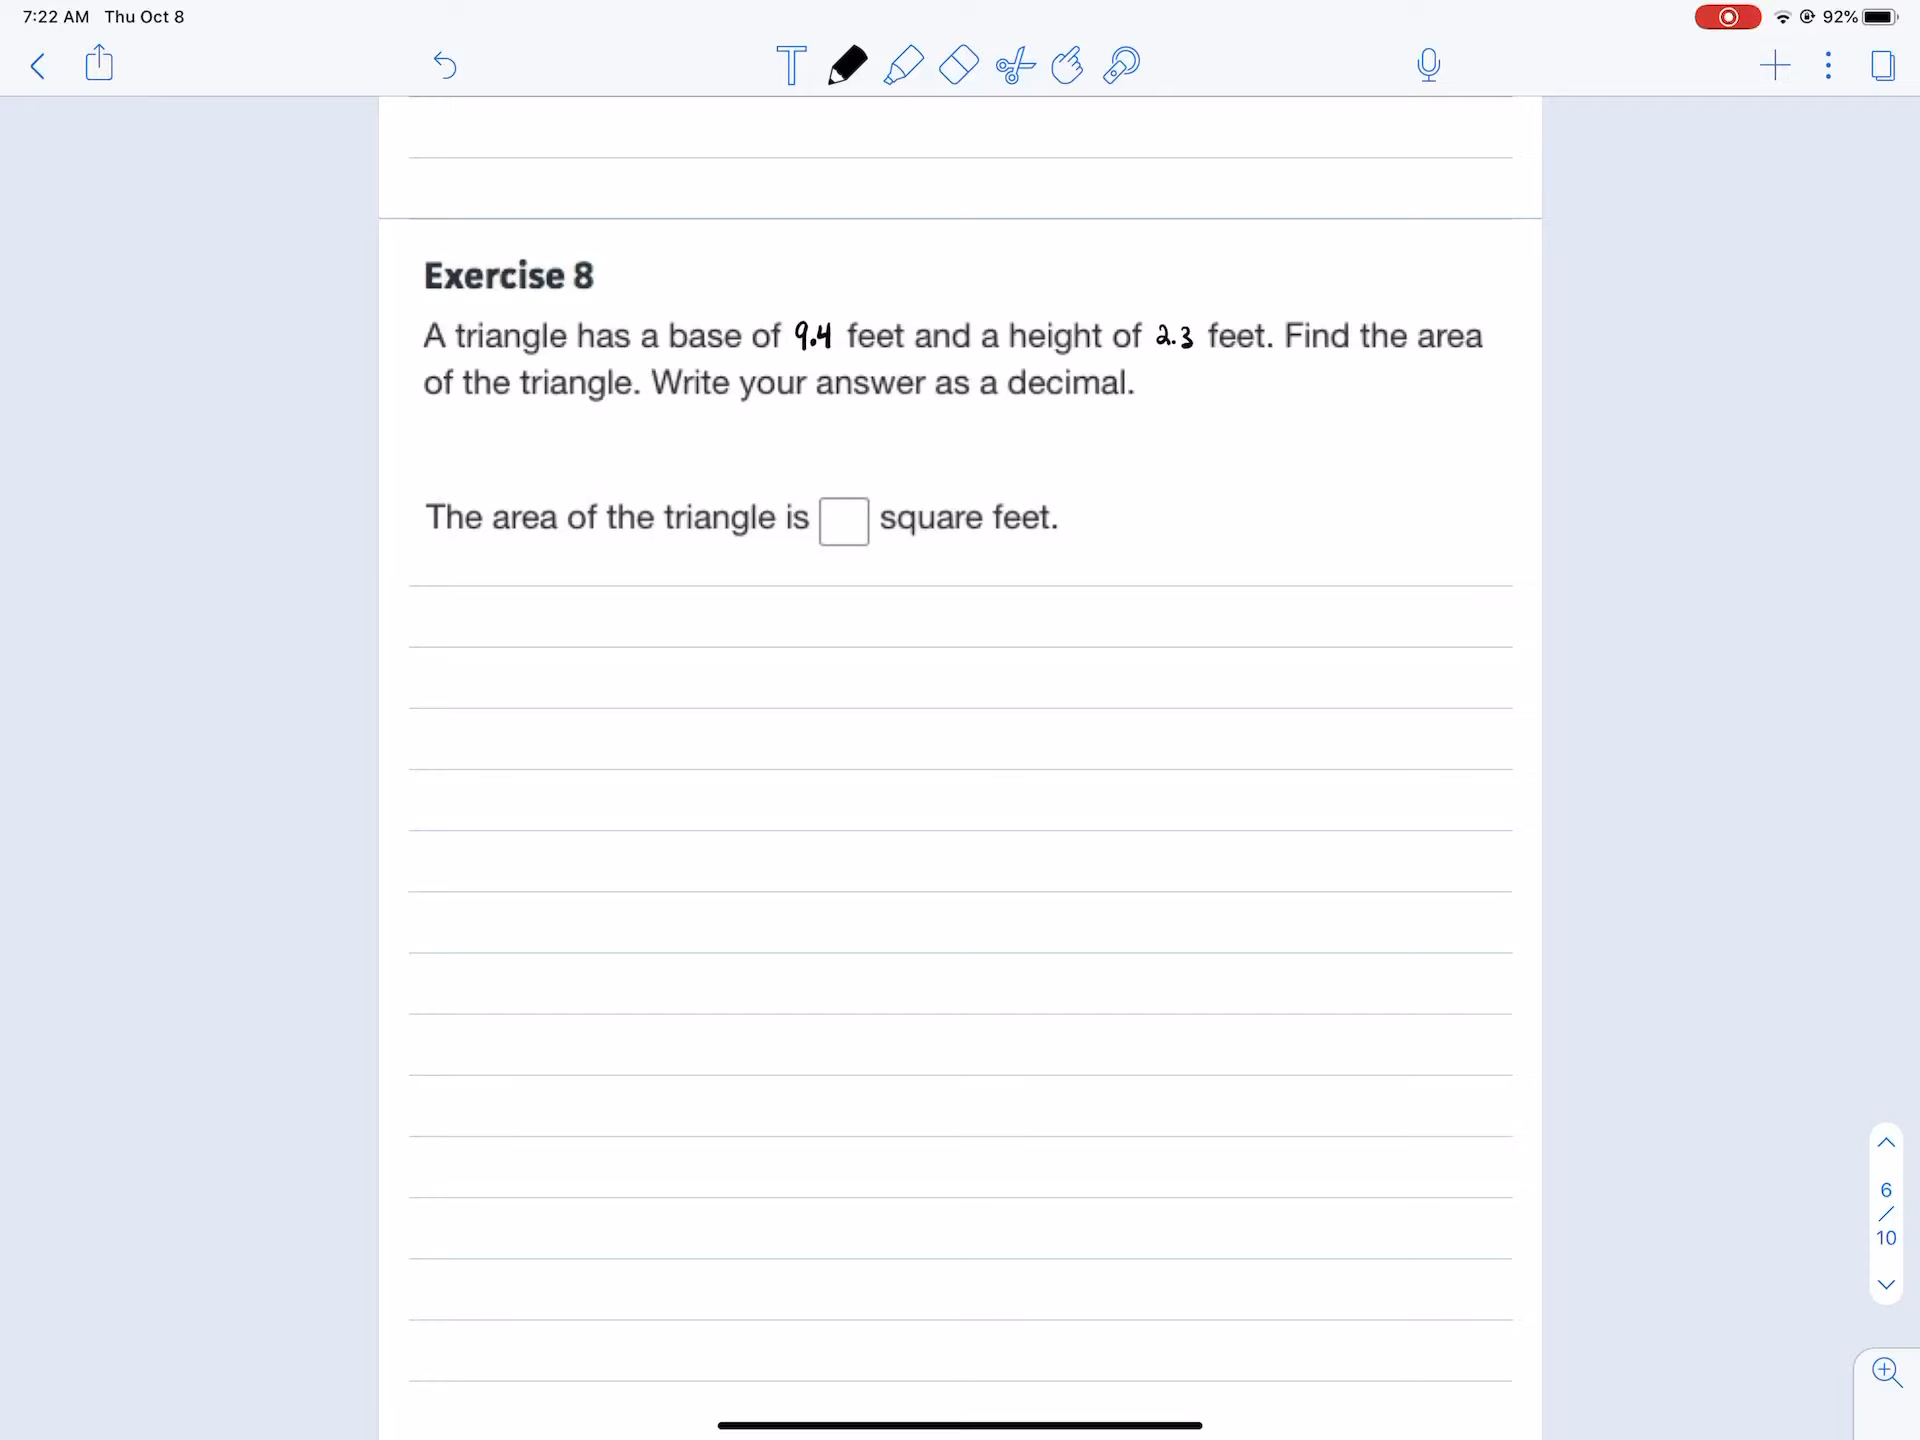 7:22 AM Thu Oct 8
92%
T
Exercise 8
A triangle has a base of 9.4 feet and a height of 2.3 feet. Find the area
of the triangle. Write your answer as a decimal.
The area of the triangle is square feet.
6
/
10